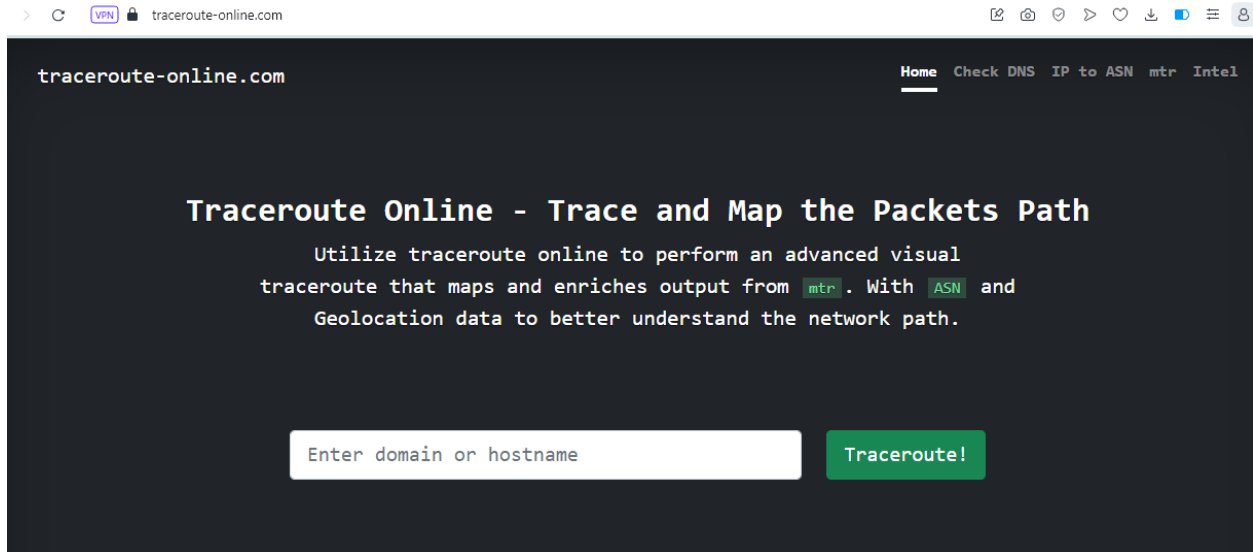 VPN traceroute-online.com
traceroute-online.com
Home Check DNS IP to ASN mtr Intel
Traceroute Online - Trace and Map the Packets Path
Utilize traceroute online to perform an advanced visual
traceroute that maps and enriches output from mtr. With ASN and
Geolocation data to better understand the network path.
Enter domain or hostname
Traceroute!